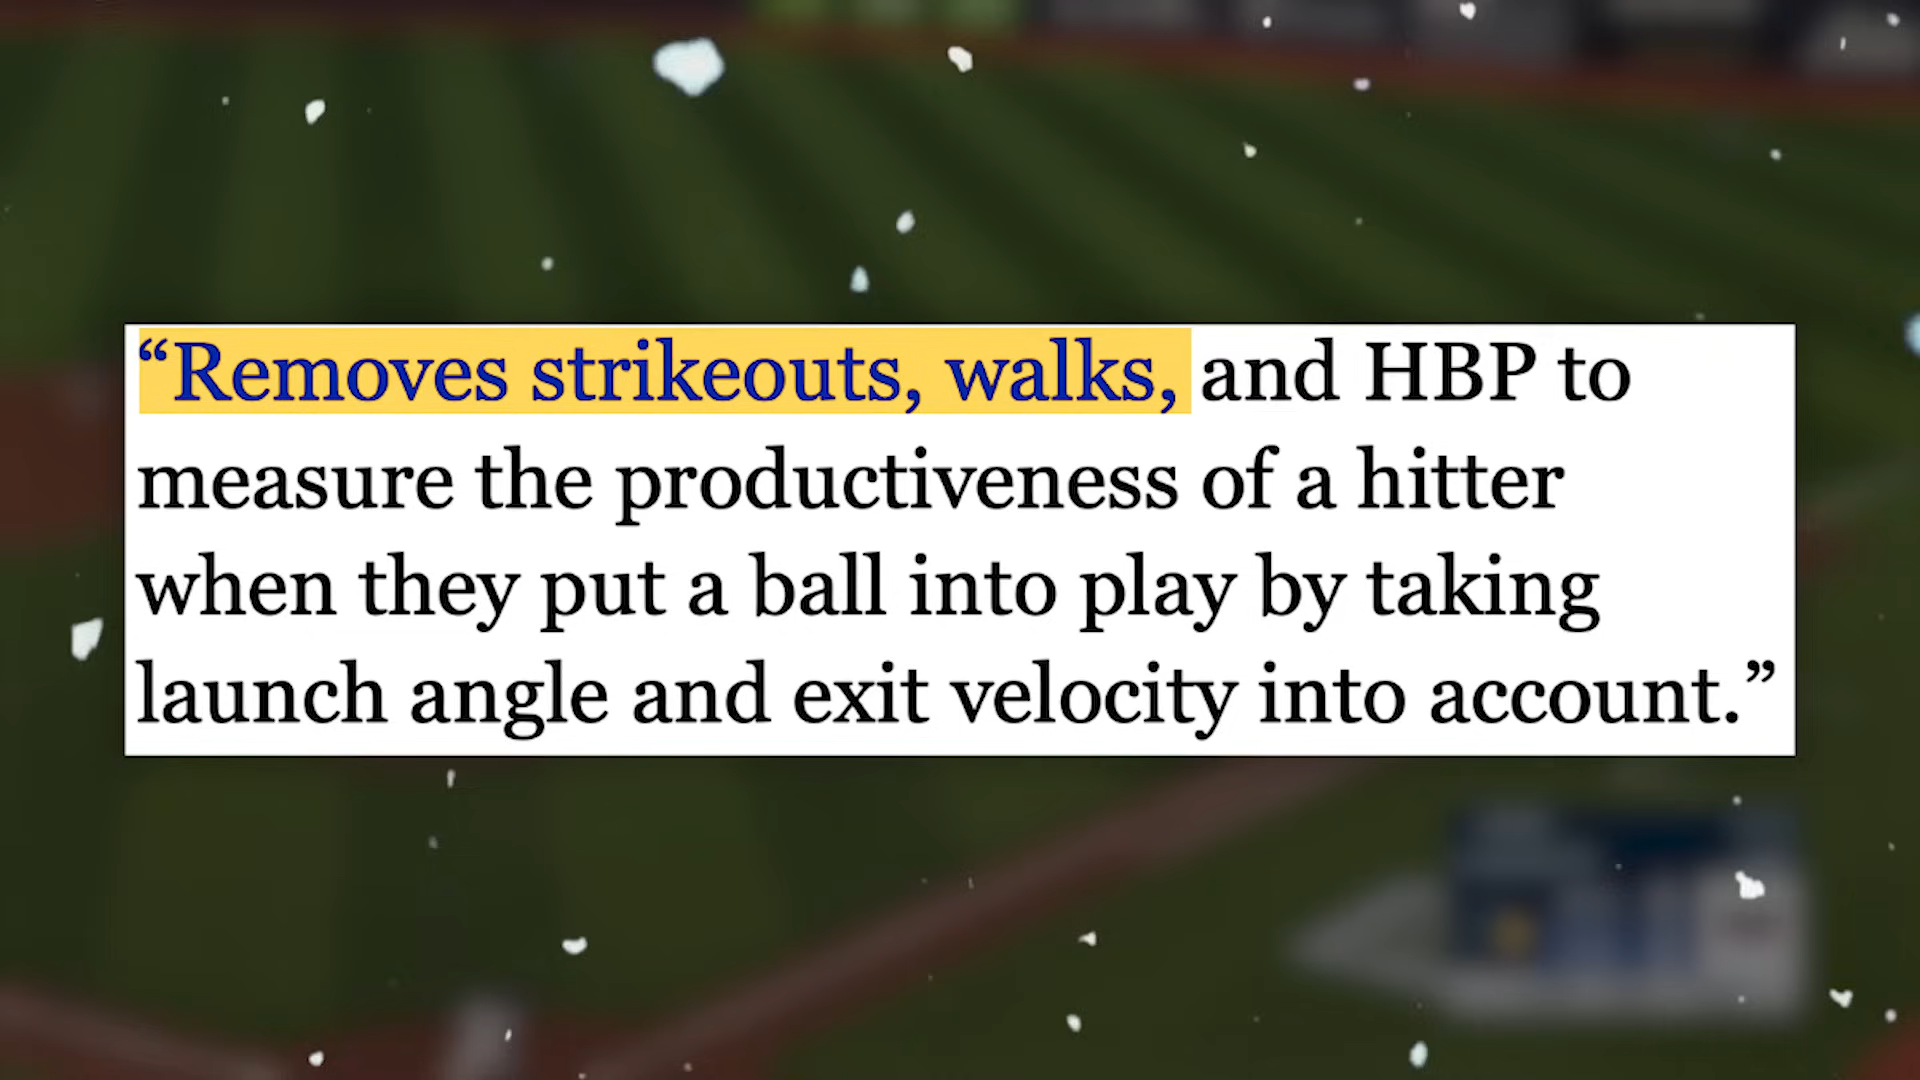 “Removes strikeouts, walks, and HBP to
measure the productiveness of a hitter
when they put a ball into play by taking
launch angle and exit velocity into account.”